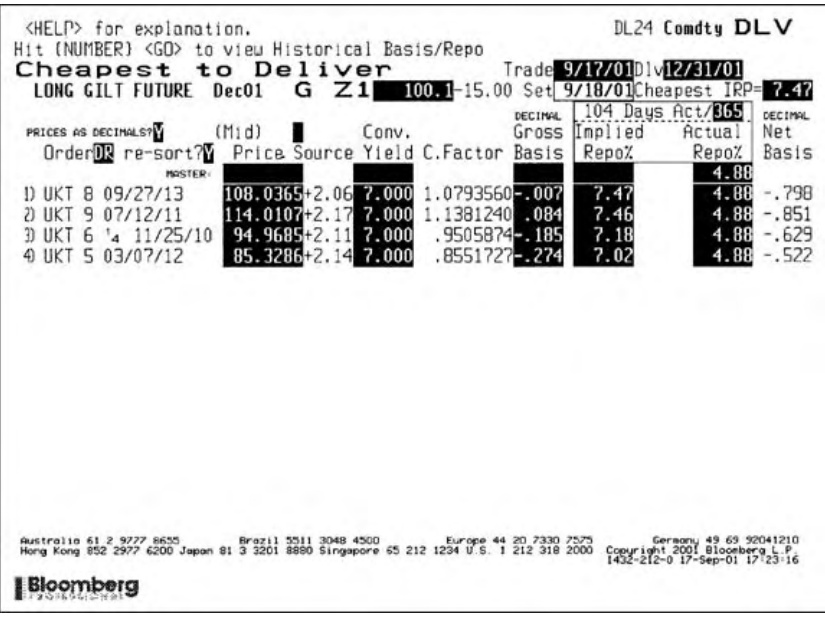 <HELP> for explanation. DL24 Comdty DLV
Hit {NUMBER} <GO> to view Historical Basis/Repo
Cheapest to Deliver Trade 9/17/01 Dlv 12/31/01
LONG GILT FUTURE Dec01 G Z1 100.1-15.00 Set 9/18/01 Cheapest IRP= 7.47
DECIMAL 104 Days Act/365 DECIMAL
PRICES AS DECIMALS? Y (Mid) Conv. Gross Implied Actual Net
Order DR re-sort? Y Price Source Yield C.Factor Basis Repo% Repo% Basis
MASTER: 4.88
1) UKT 8 09/27/13 108.0365+2.06 7.000 1.0793560 -.007 7.47 4.88 -.798
2) UKT 9 07/12/11 114.0107+2.17 7.000 1.1381240 .084 7.46 4.88 -.851
3) UKT 6 ¼ 11/25/10 94.9685+2.11 7.000 .9505874 -.185 7.18 4.88 -.629
4) UKT 5 03/07/12 85.3286+2.14 7.000 .8551727 -.274 7.02 4.88 -.522
Australia 61 2 9777 8655 Brazil 5511 3048 4500 Europe 44 20 7330 7575 Germany 49 69 92041210
Hong Kong 852 2977 6200 Japan 81 3 3201 8880 Singapore 65 212 1234 U.S. 1 212 318 2000 Copyright 2001 Bloomberg L.P.
1432-212-0 17-Sep-01 17:23:16
Bloomberg
PROFESSIONAL